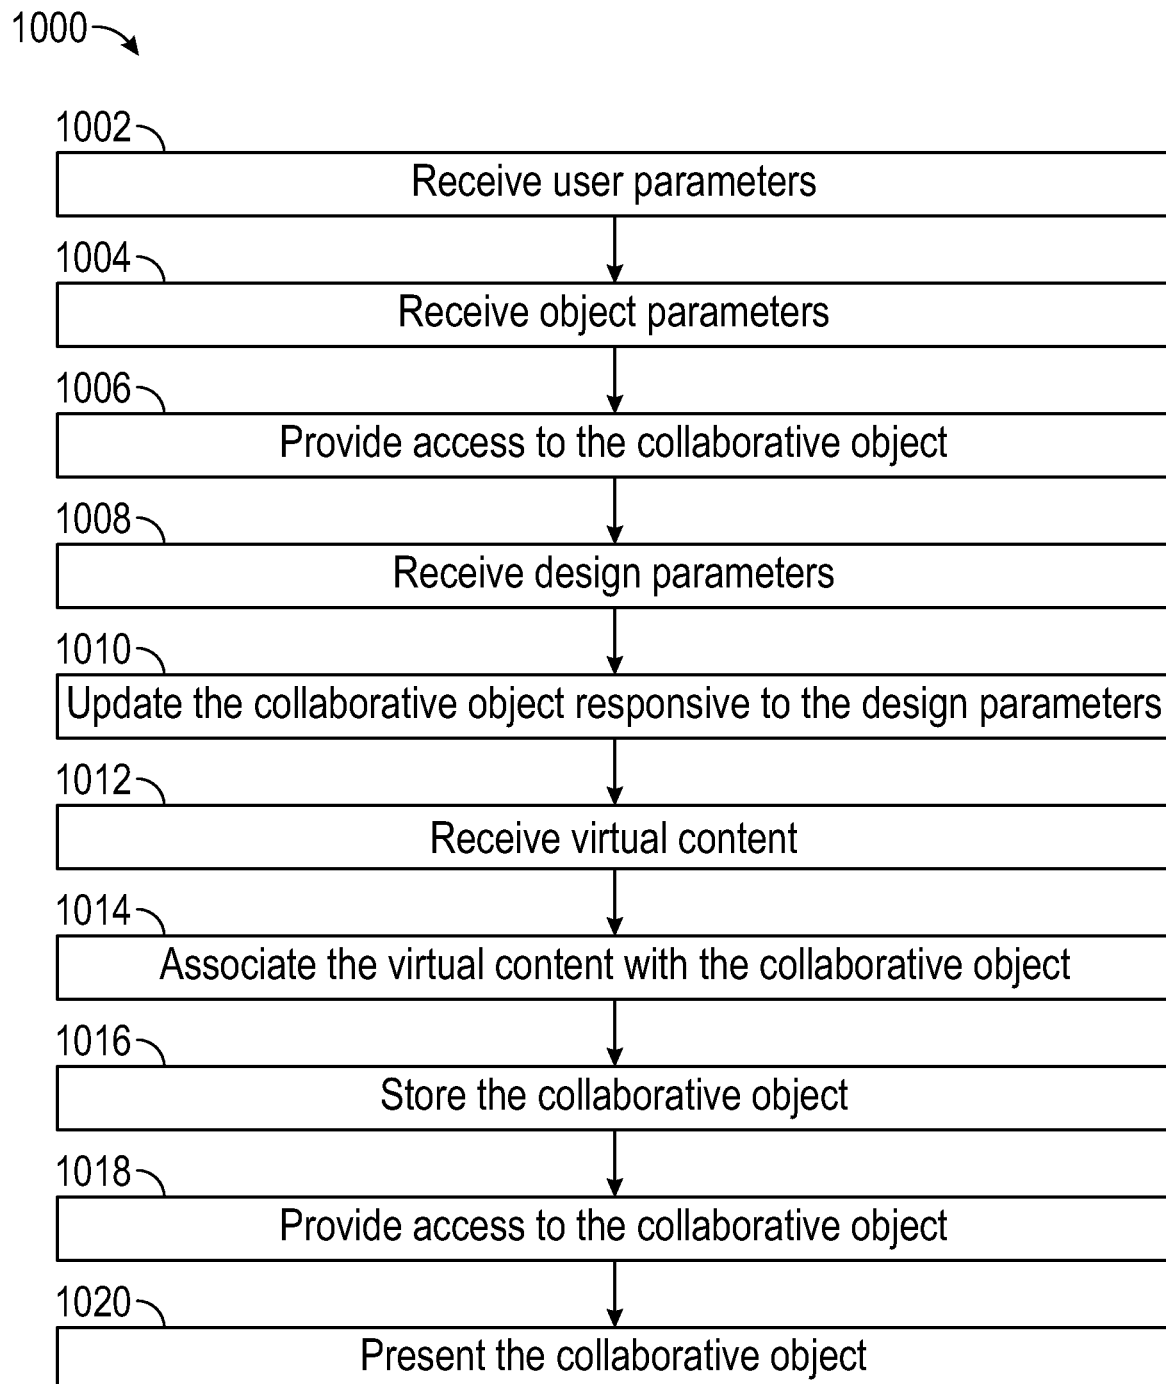 1000
1002
Receive user parameters
1004
Receive object parameters
1006
Provide access to the collaborative object
1008
Receive design parameters
1010
Update the collaborative object responsive to the design parameters
1012
Receive virtual content
1014
Associate the virtual content with the collaborative object
1016
Store the collaborative object
1018
Provide access to the collaborative object
1020
Present the collaborative object